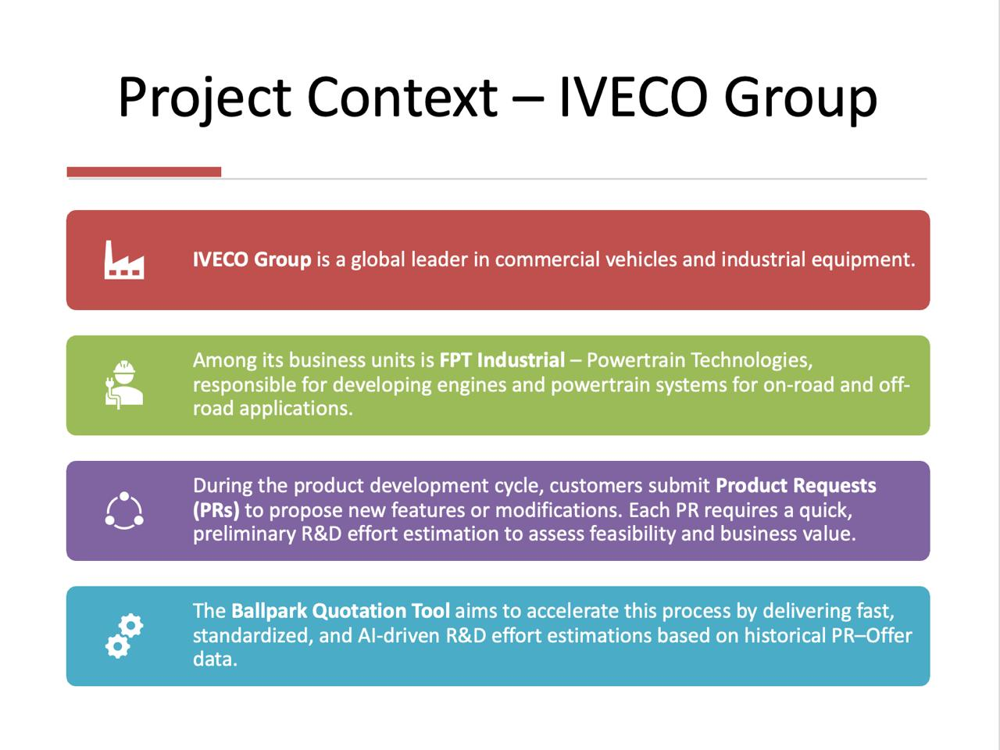 Project Context – IVECO Group
IVECO Group is a global leader in commercial vehicles and industrial equipment.
Among its business units is FPT Industrial – Powertrain Technologies,
responsible for developing engines and powertrain systems for on-road and off-
road applications.
During the product development cycle, customers submit Product Requests
(PRs) to propose new features or modifications. Each PR requires a quick,
preliminary R&D effort estimation to assess feasibility and business value.
The Ballpark Quotation Tool aims to accelerate this process by delivering fast,
standardized, and AI-driven R&D effort estimations based on historical PR–Offer
data.